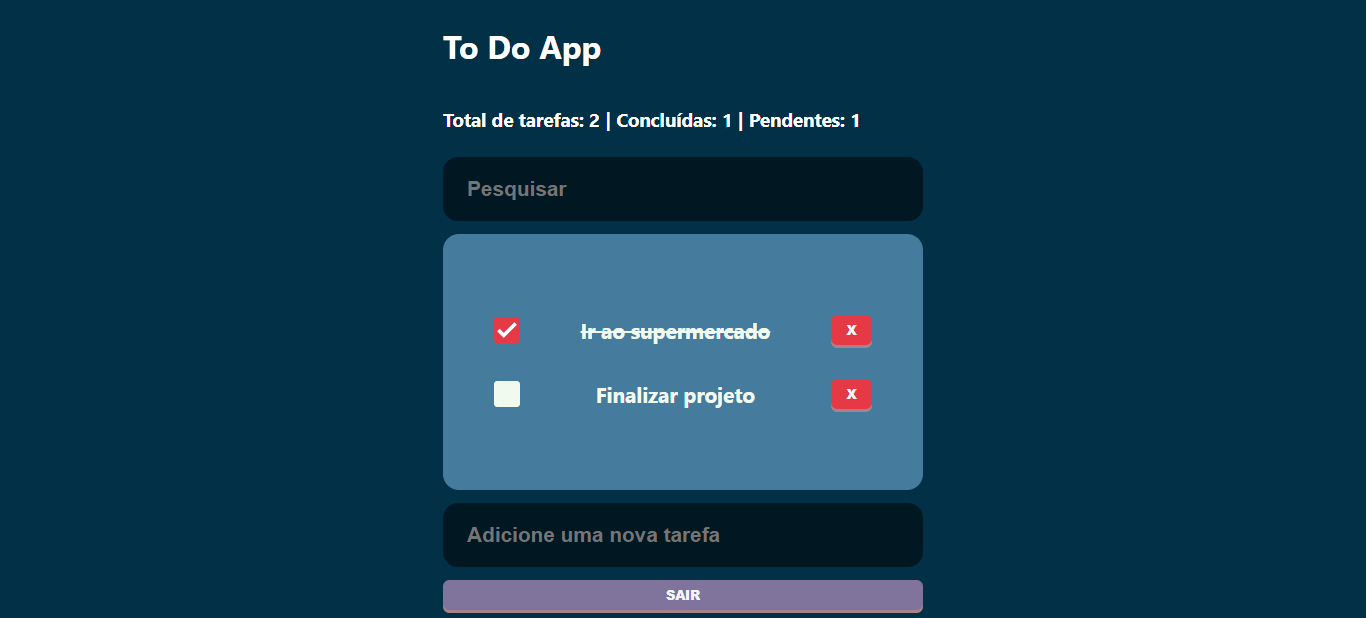 To Do App
Total de tarefas: 2 | Concluídas: 1 | Pendentes: 1
Pesquisar
Ir ao supermercado x
Finalizar projeto x
Adicione uma nova tarefa
SAIR